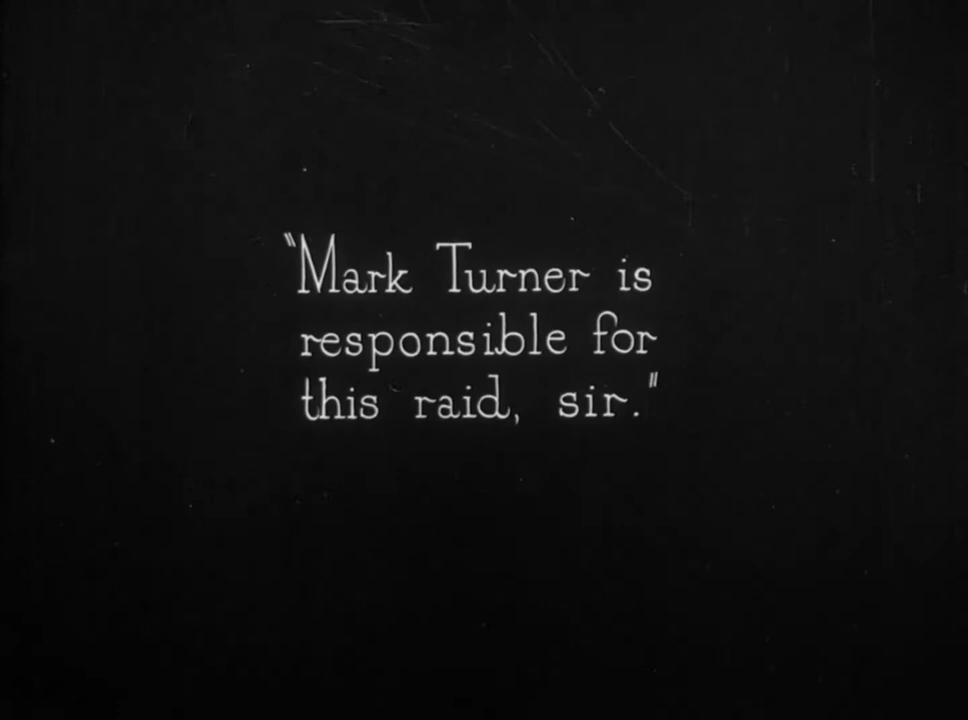 "Mark Turner is
responsible for
this raid, sir."